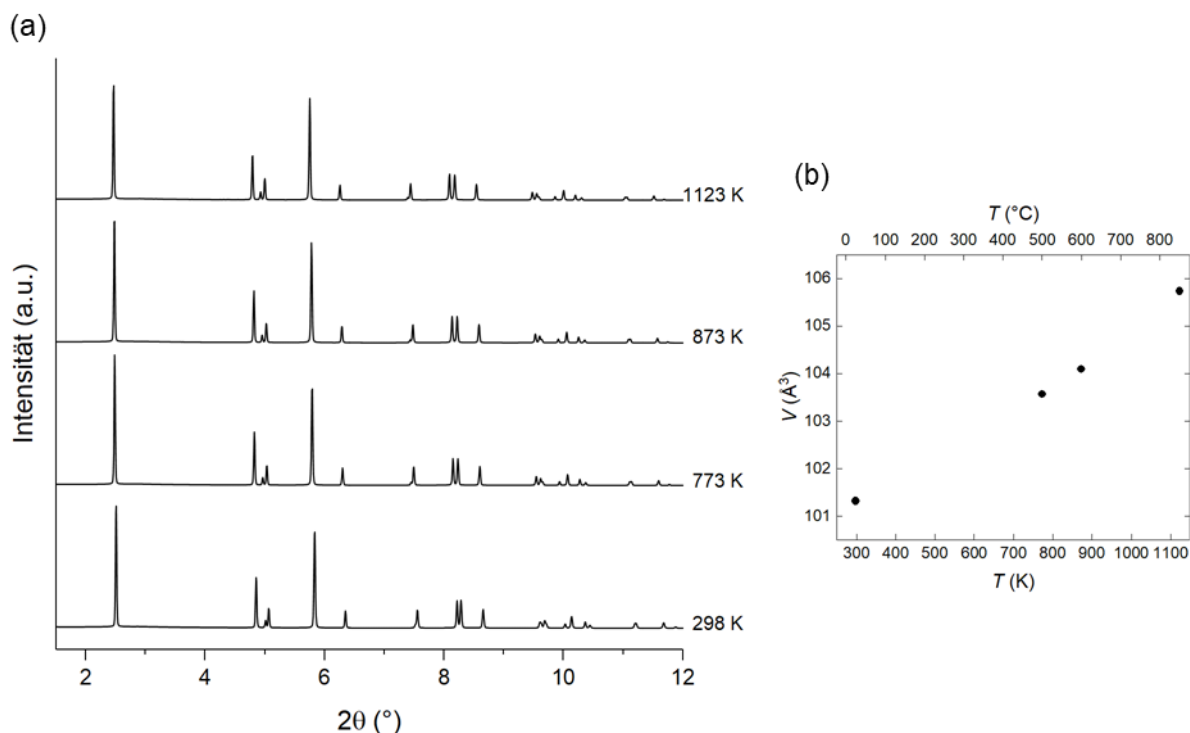 (a)
Intensität (a.u.)
1123 K
873 K
773 K
298 K
2 4 6 8 10 12
2θ (°)
(b)
T (°C)
0 100 200 300 400 500 600 700 800
106
105
104
103
102
101
V (Å³)
300 400 500 600 700 800 900 1000 1100
T (K)